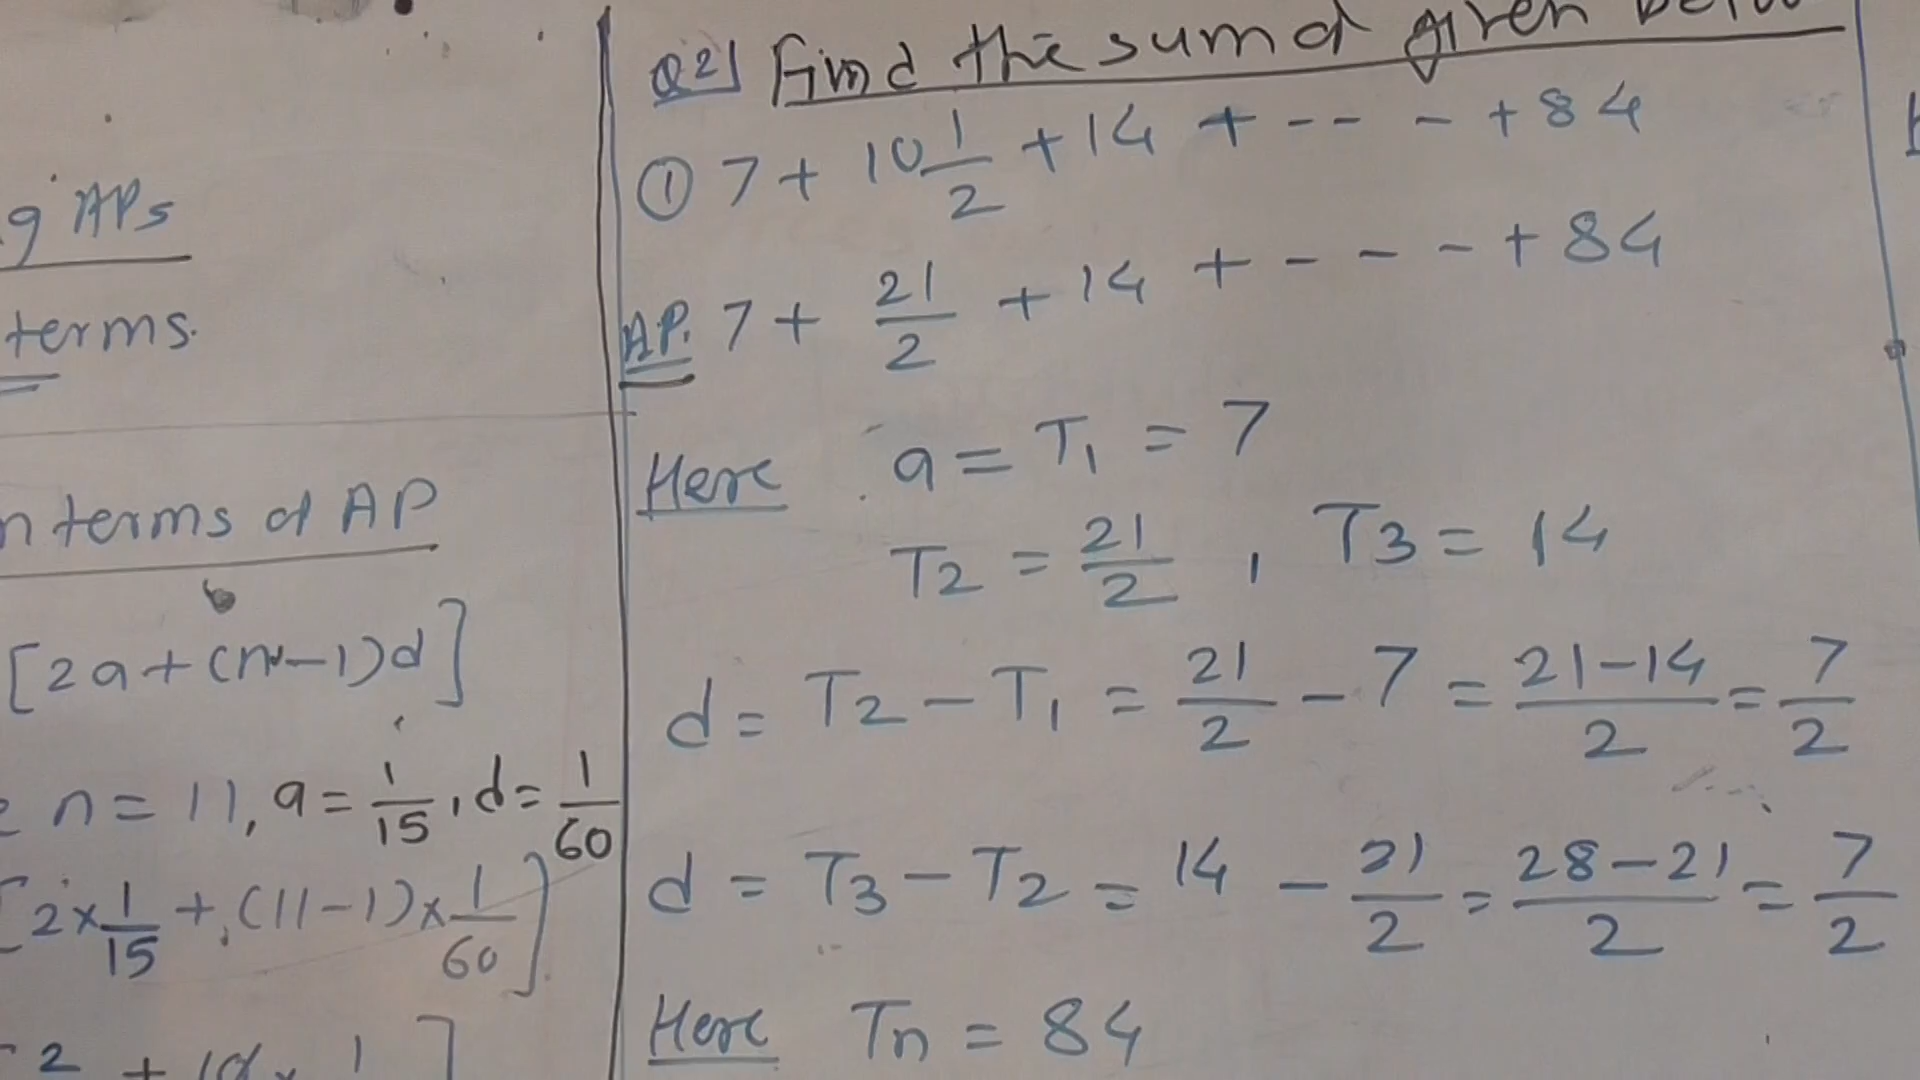 g APs
terms.
n terms of AP
[2a+(n-1)d]
n = 11, a = 1/15, d = 1/60
[2×1/15 + (11-1)×1/60]
Q2] Find the sum of given below
① 7 + 10 1/2 + 14 + - - - + 84
AP. 7 + 21/2 + 14 + - - - + 84
Here a = T1 = 7
T2 = 21/2 , T3 = 14
d = T2 - T1 = 21/2 - 7 = 21-14/2 = 7/2
d = T3 - T2 = 14 - 21/2 = 28-21/2 = 7/2
Here Tn = 84